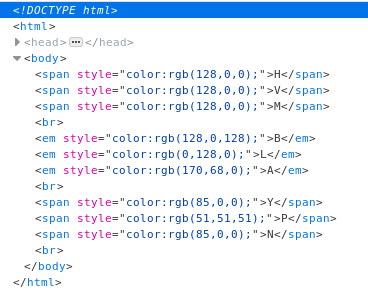 <!DOCTYPE html>
<html>
<head>···</head>
<body>
<span style="color:rgb(128,0,0);">H</span>
<span style="color:rgb(128,0,0);">V</span>
<span style="color:rgb(128,0,0);">M</span>
<br>
<em style="color:rgb(128,0,128);">B</em>
<em style="color:rgb(0,128,0);">L</em>
<em style="color:rgb(170,68,0);">A</em>
<br>
<span style="color:rgb(85,0,0);">Y</span>
<span style="color:rgb(51,51,51);">P</span>
<span style="color:rgb(85,0,0);">N</span>
<br>
</body>
</html>